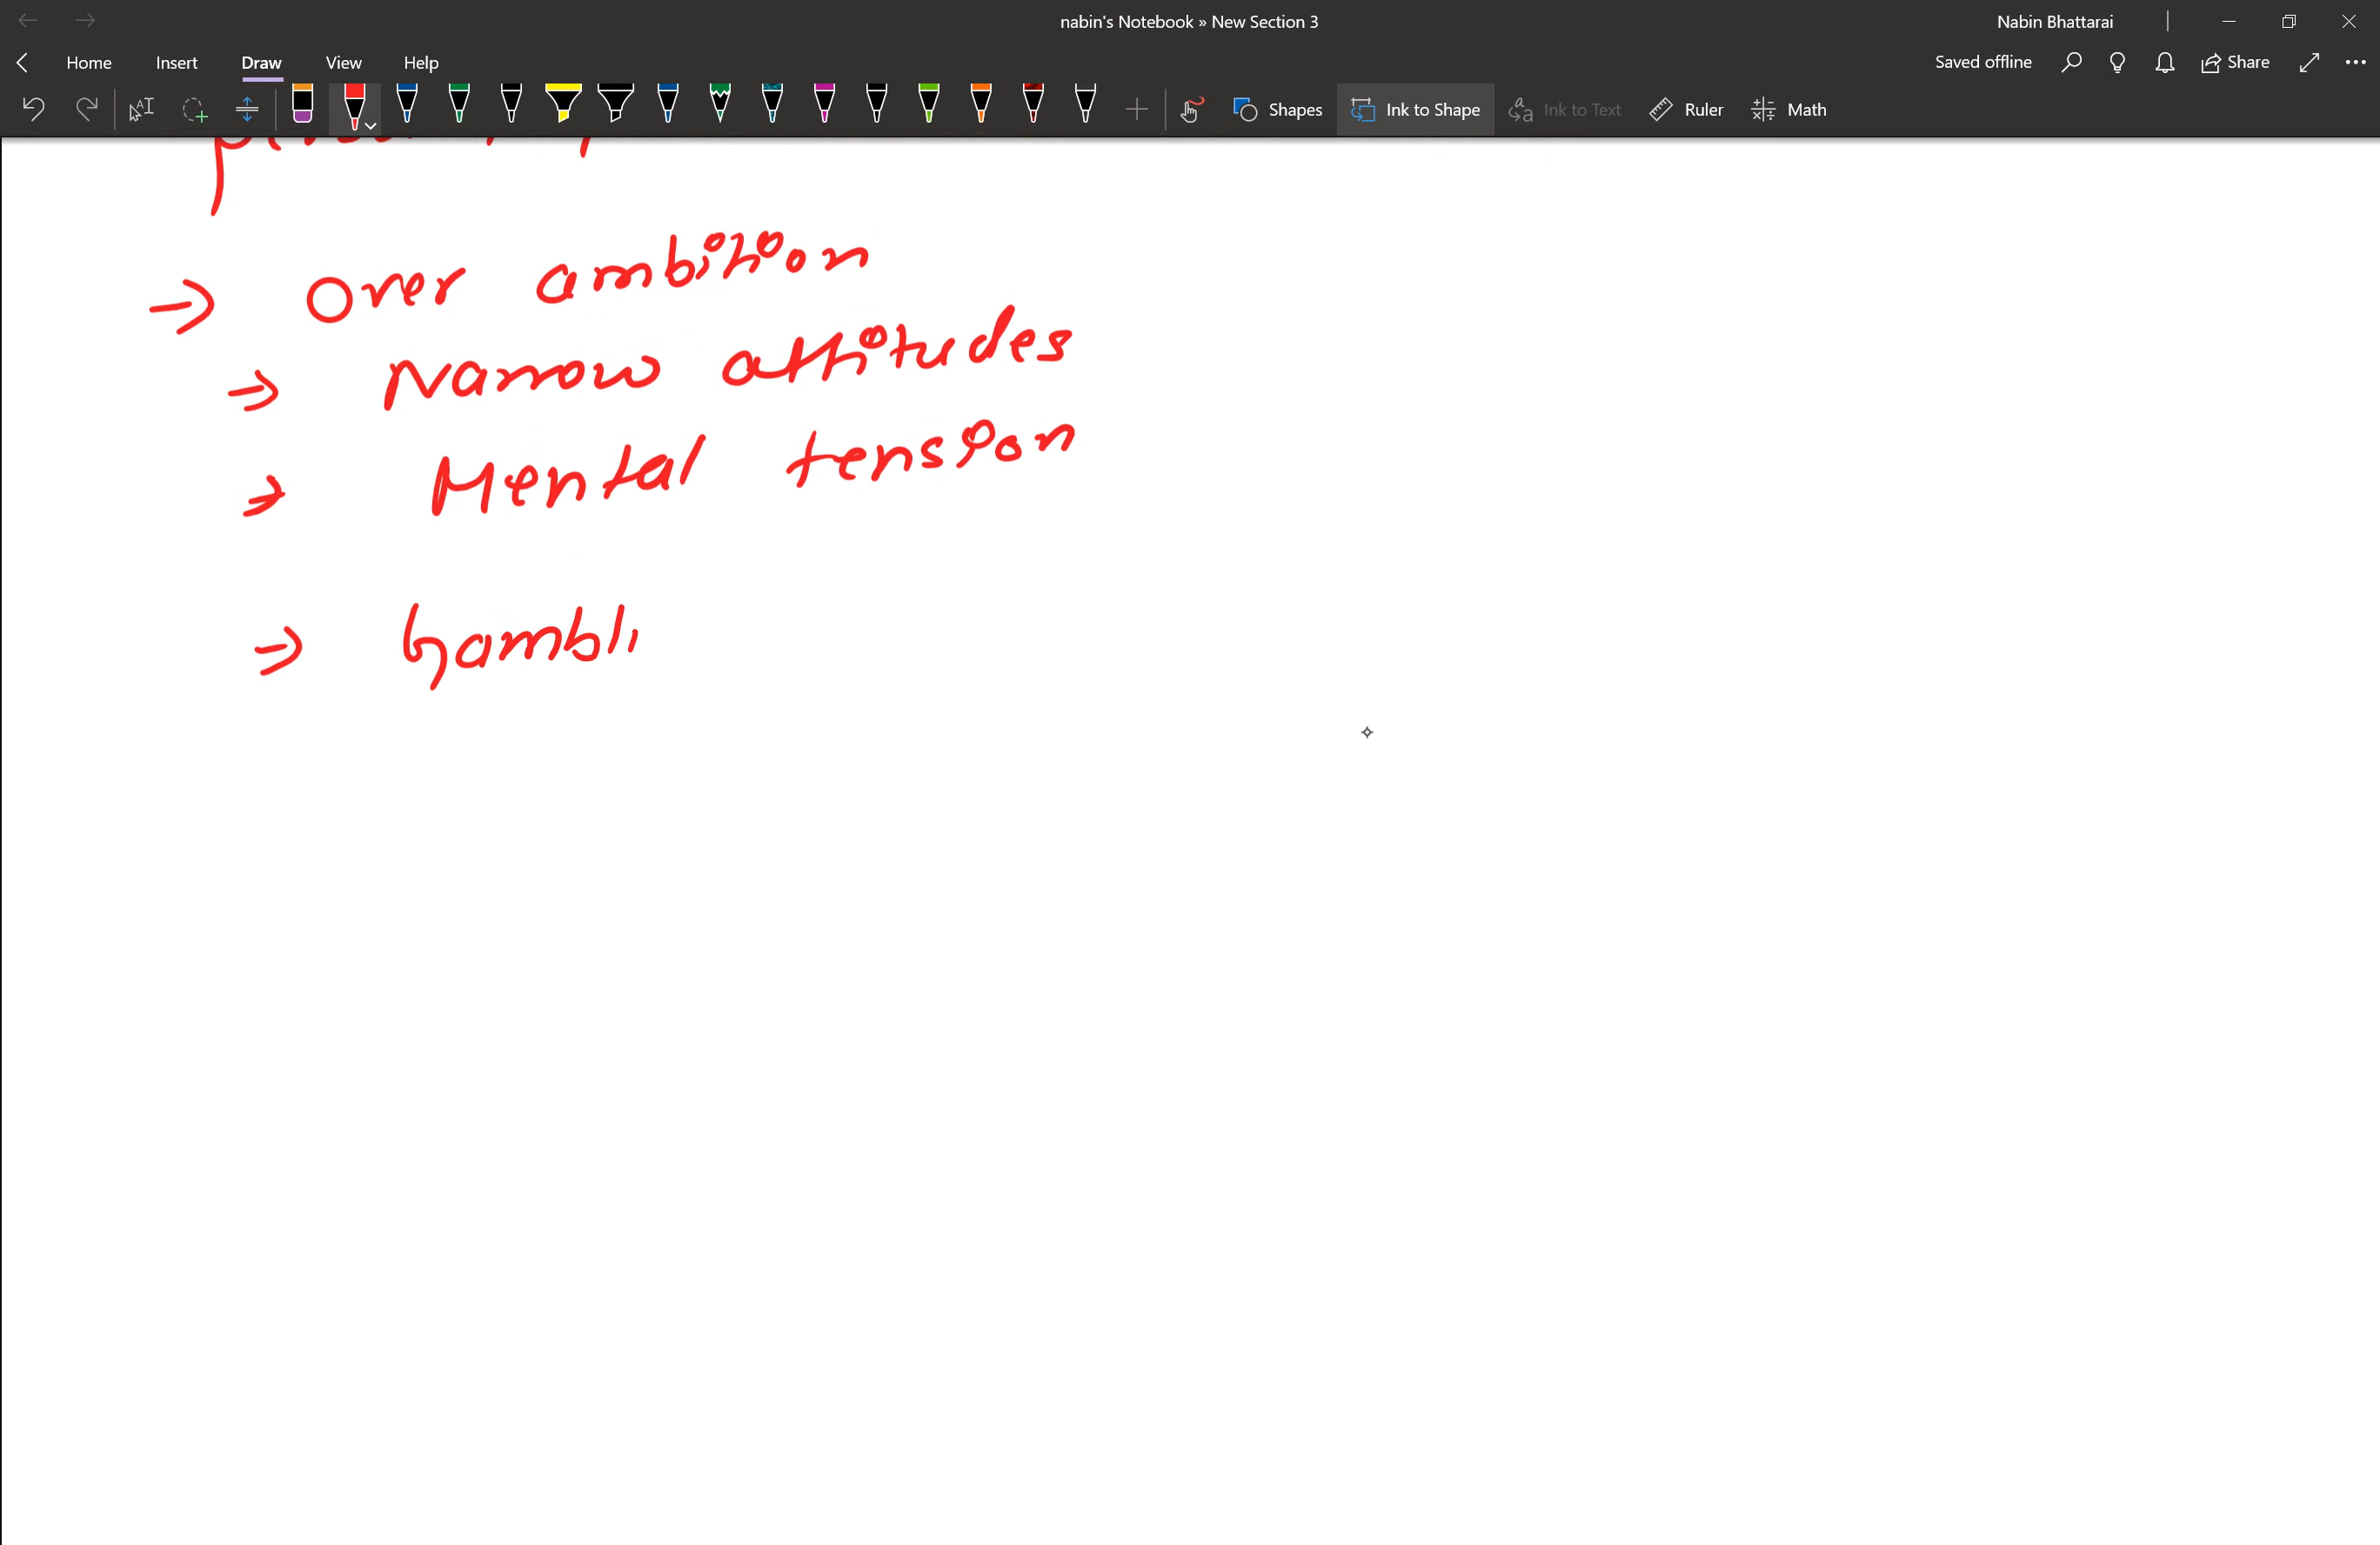 nabin's Notebook » New Section 3
Nabin Bhattarai
Home Insert Draw View Help
Saved offline
Share
Shapes Ink to Shape Ink to Text Ruler Math
⇒ Over ambition
⇒ Narrow attitudes
⇒ Mental tension
⇒ Gambli